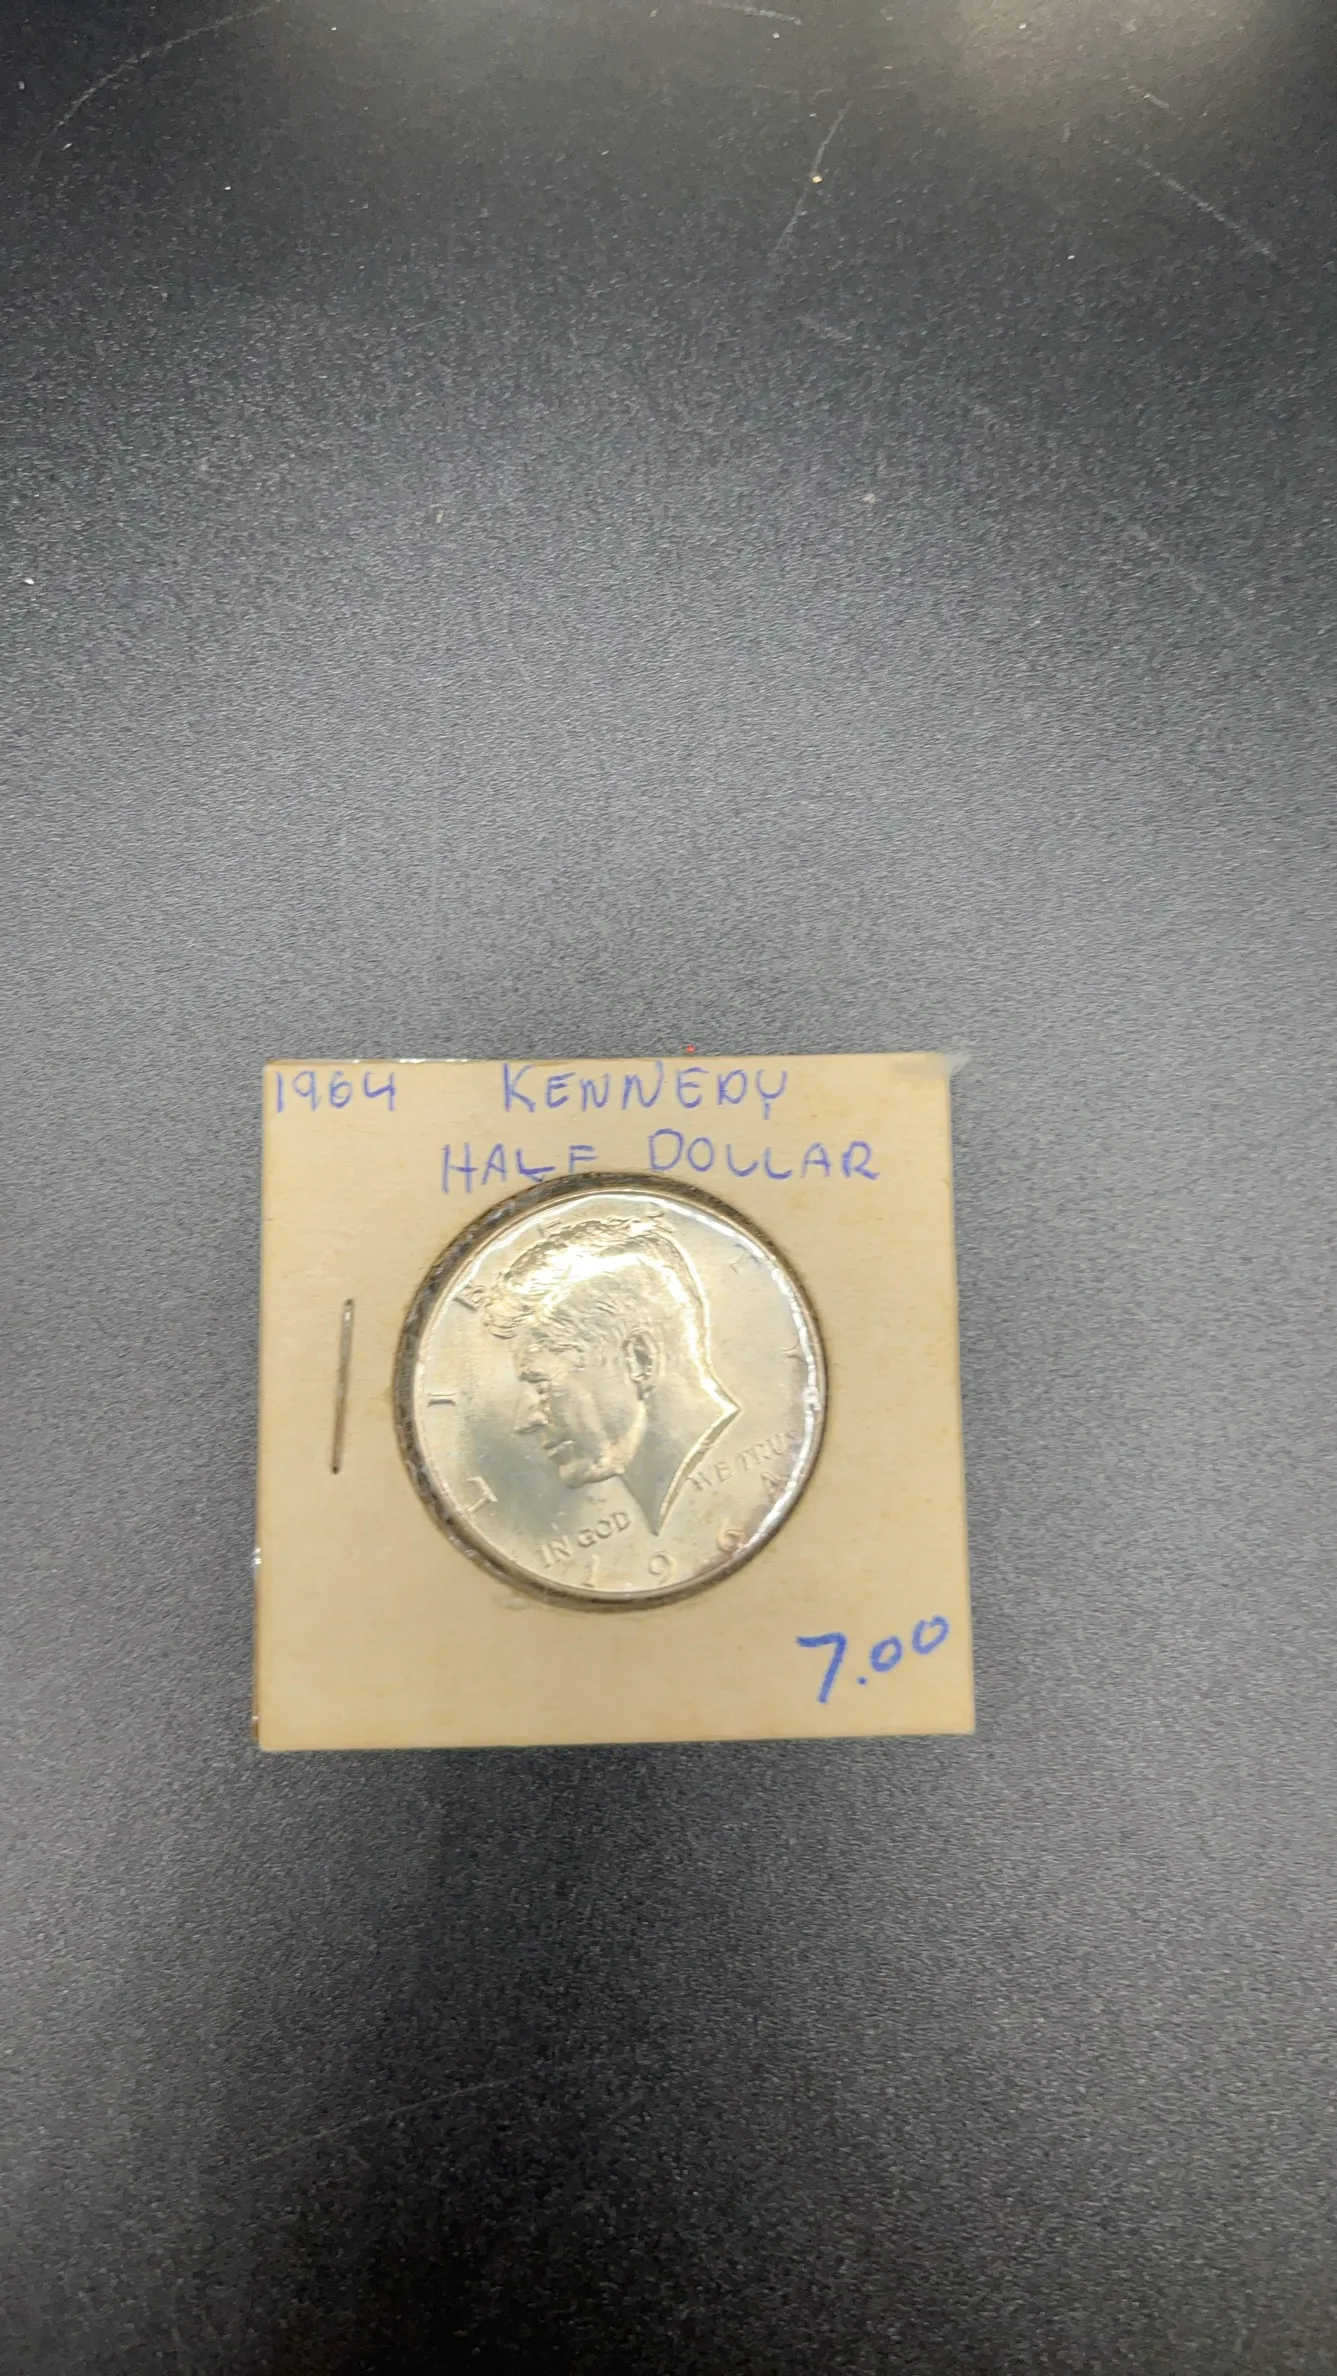 1964 KENNEDY
HALF DOLLAR
LIBERTY
IN GOD WE TRUST
1964
7.00